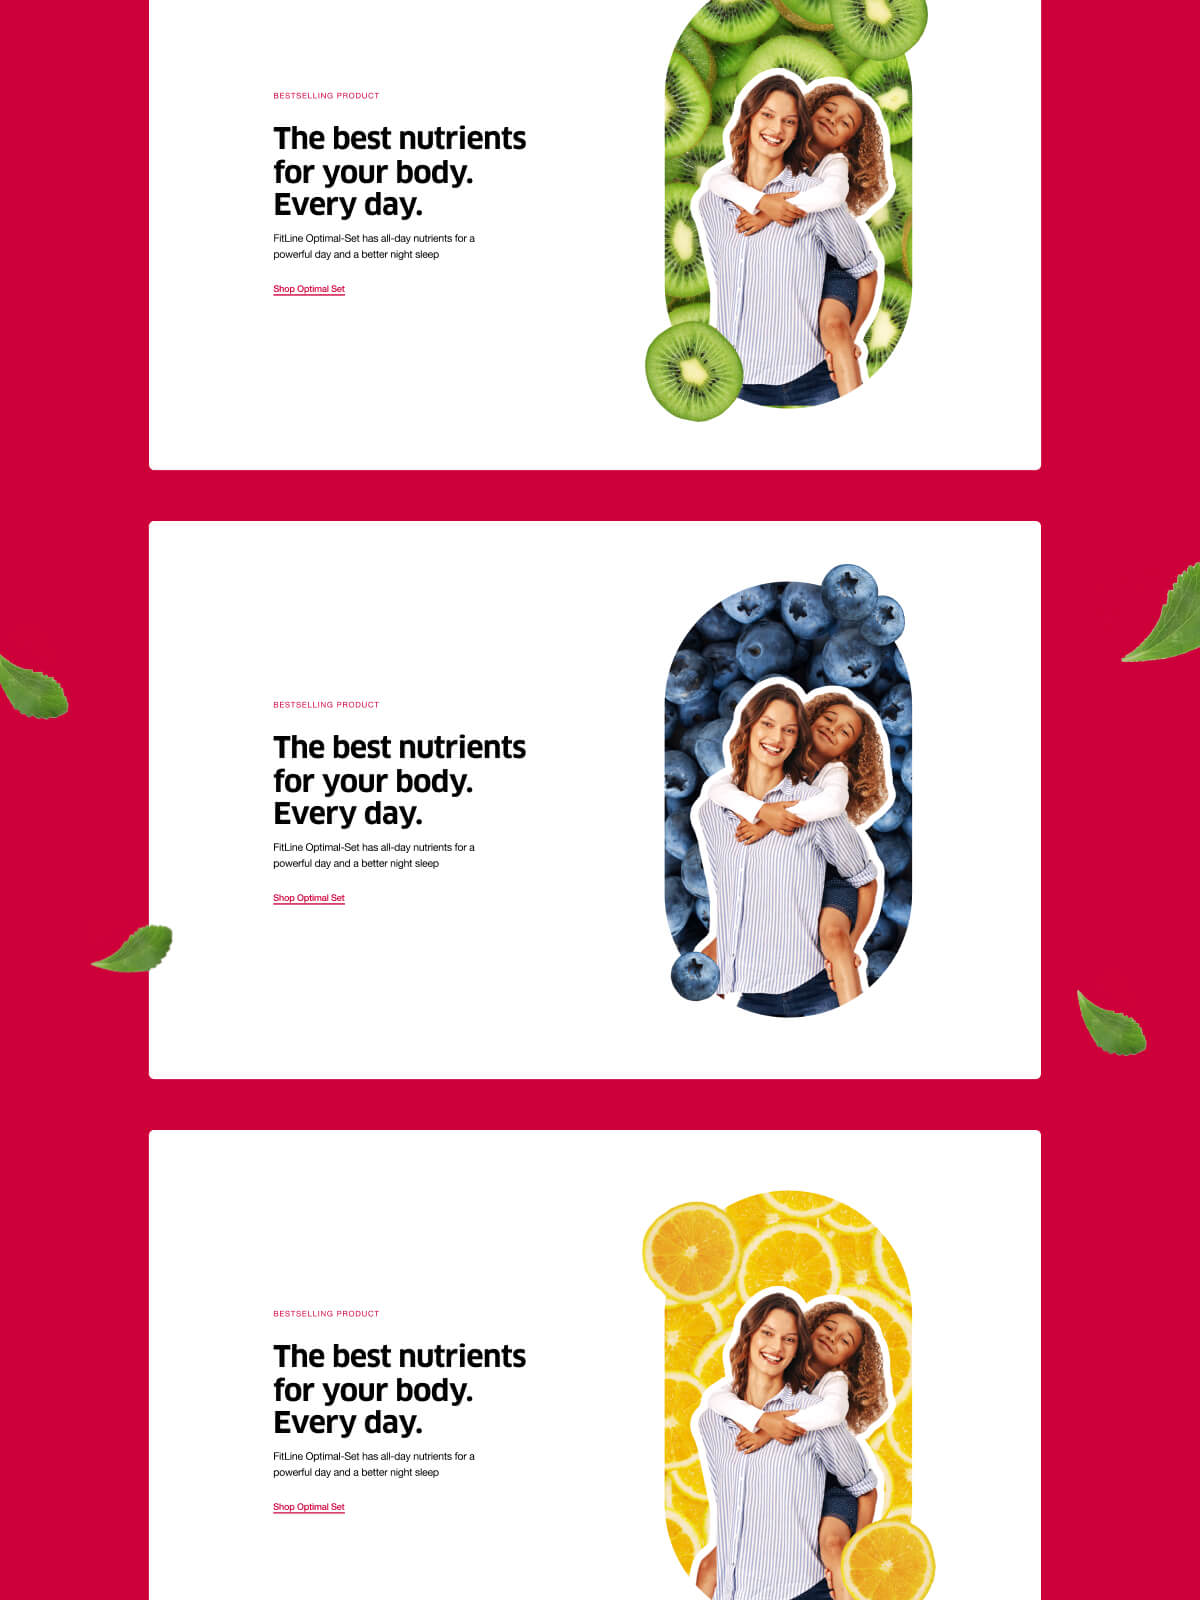 BESTSELLING PRODUCT
The best nutrients
for your body.
Every day.
FitLine Optimal-Set has all-day nutrients for a
powerful day and a better night sleep
Shop Optimal Set
BESTSELLING PRODUCT
The best nutrients
for your body.
Every day.
FitLine Optimal-Set has all-day nutrients for a
powerful day and a better night sleep
Shop Optimal Set
BESTSELLING PRODUCT
The best nutrients
for your body.
Every day.
FitLine Optimal-Set has all-day nutrients for a
powerful day and a better night sleep
Shop Optimal Set